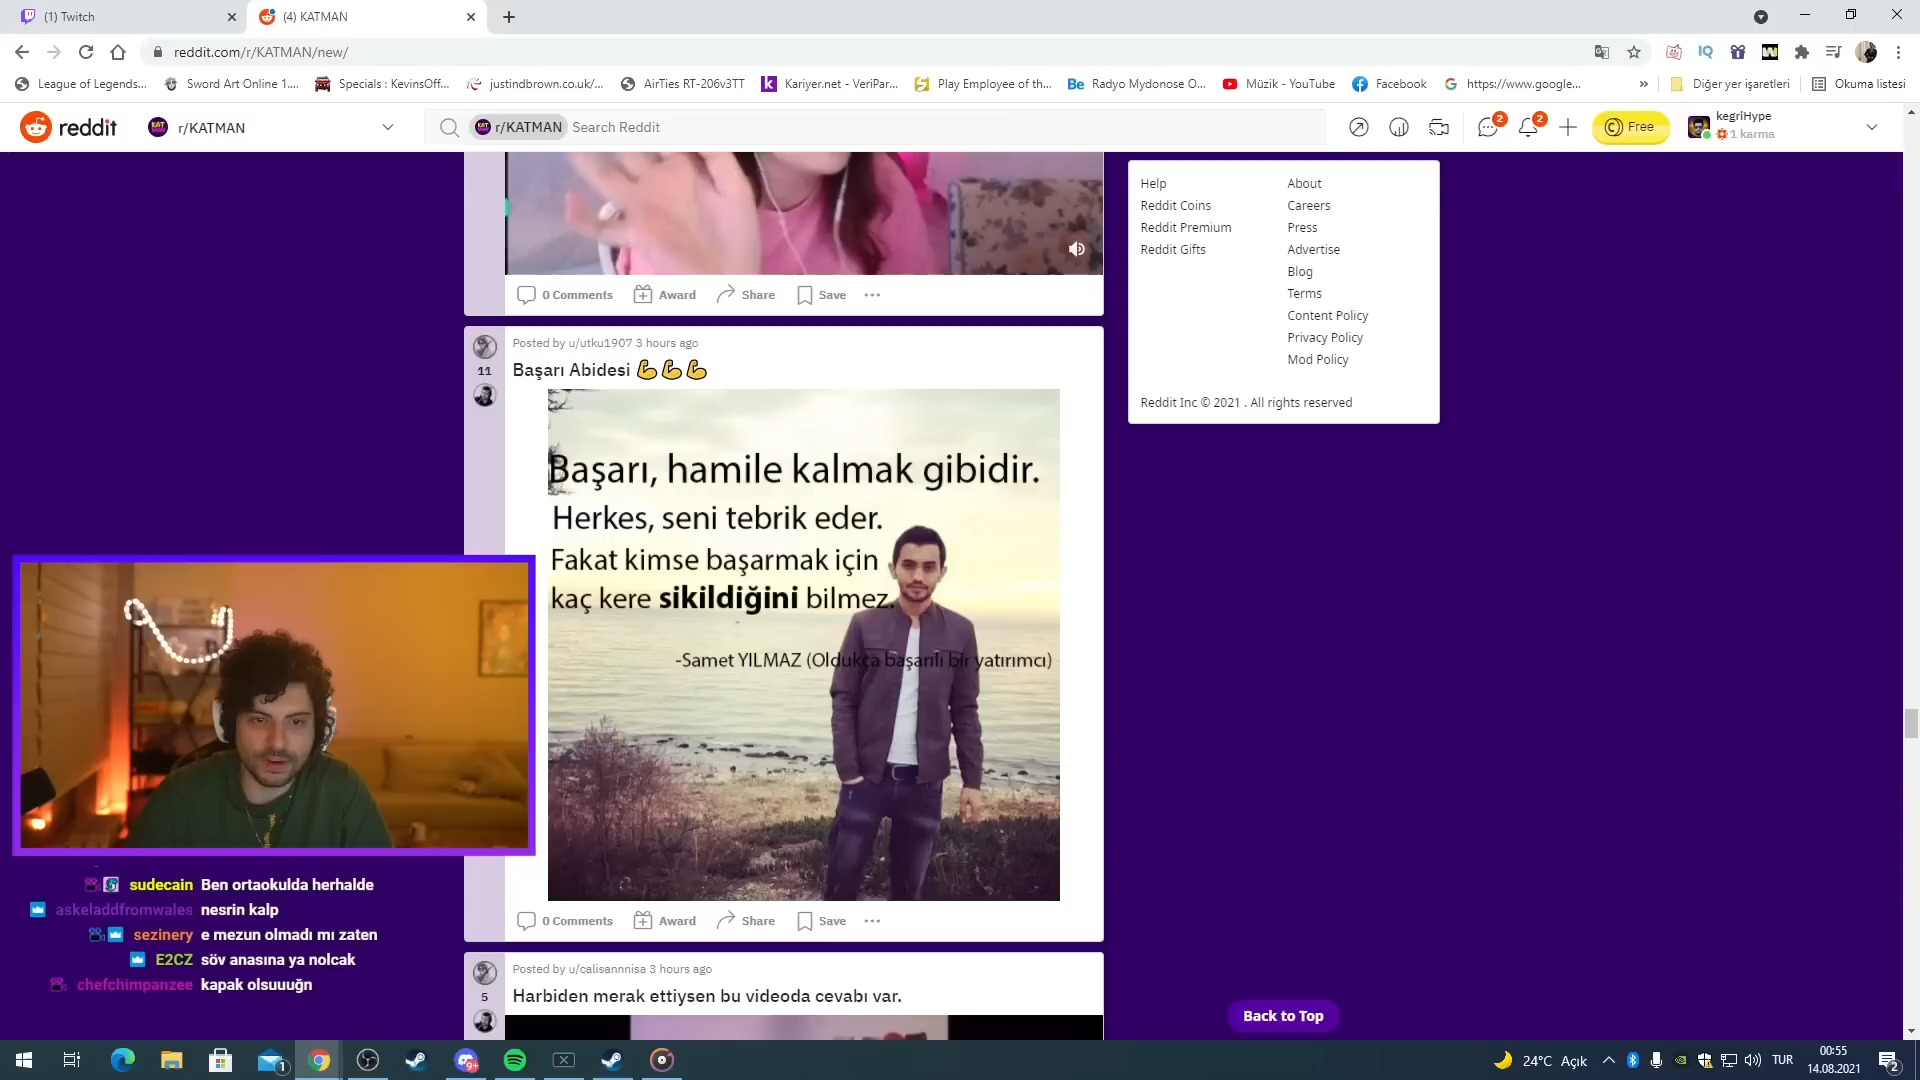 (1) Twitch
(4) KATMAN
reddit.com/r/KATMAN/new/
League of Legends...
Sword Art Online 1....
Specials : KevinsOff...
justindbrown.co.uk/...
AirTies RT-206v3TT
Kariyer.net - VeriPar...
Play Employee of th...
Radyo Mydonose O...
Müzik - YouTube
Facebook
https://www.google...
»
Diğer yer işaretleri
Okuma listesi
reddit
r/KATMAN
r/KATMAN Search Reddit
2
2
Free
kegriHype
1 karma
Help
About
Reddit Coins
Careers
Reddit Premium
Press
Reddit Gifts
Advertise
Blog
Terms
Content Policy
Privacy Policy
Mod Policy
Reddit Inc © 2021 . All rights reserved
0 Comments Award Share Save ...
Posted by u/utku1907 3 hours ago
11
Başarı Abidesi 💪💪💪
Başarı, hamile kalmak gibidir.
Herkes, seni tebrik eder.
Fakat kimse başarmak için
kaç kere sikildiğini bilmez.
-Samet YILMAZ (Oldukça başarılı bir yatırımcı)
0 Comments Award Share Save ...
Posted by u/calisannnisa 3 hours ago
5
Harbiden merak ettiysen bu videoda cevabı var.
Back to Top
sudecain Ben ortaokulda herhalde
askeladdfromwales nesrin kalp
sezinery e mezun olmadı mı zaten
E2CZ söv anasına ya nolcak
chefchimpanzee kapak olsuuuğn
1
9+
24°C Açık
TUR
00:55
14.08.2021
2